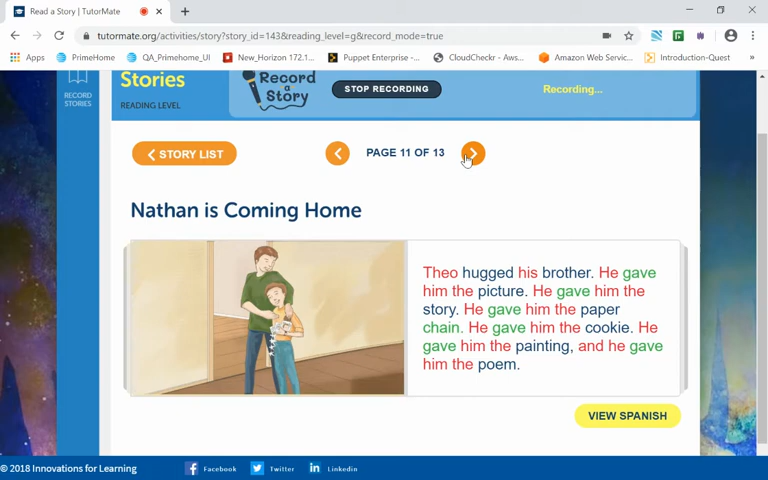 Read a Story | TutorMate
tutormate.org/activities/story?story_id=143&reading_level=g&record_mode=true
Apps PrimeHome QA_Primehome_UI New_Horizon 172.1... Puppet Enterprise -... CloudCheckr - Aws... Amazon Web Servic... Introduction-Quest
RECORD
STORIES
Stories
READING LEVEL
Record
a
Story
STOP RECORDING
Recording...
STORY LIST
PAGE 11 OF 13
Nathan is Coming Home
Theo hugged his brother. He gave
him the picture. He gave him the
story. He gave him the paper
chain. He gave him the cookie. He
gave him the painting, and he gave
him the poem.
VIEW SPANISH
© 2018 Innovations for Learning Facebook Twitter Linkedin